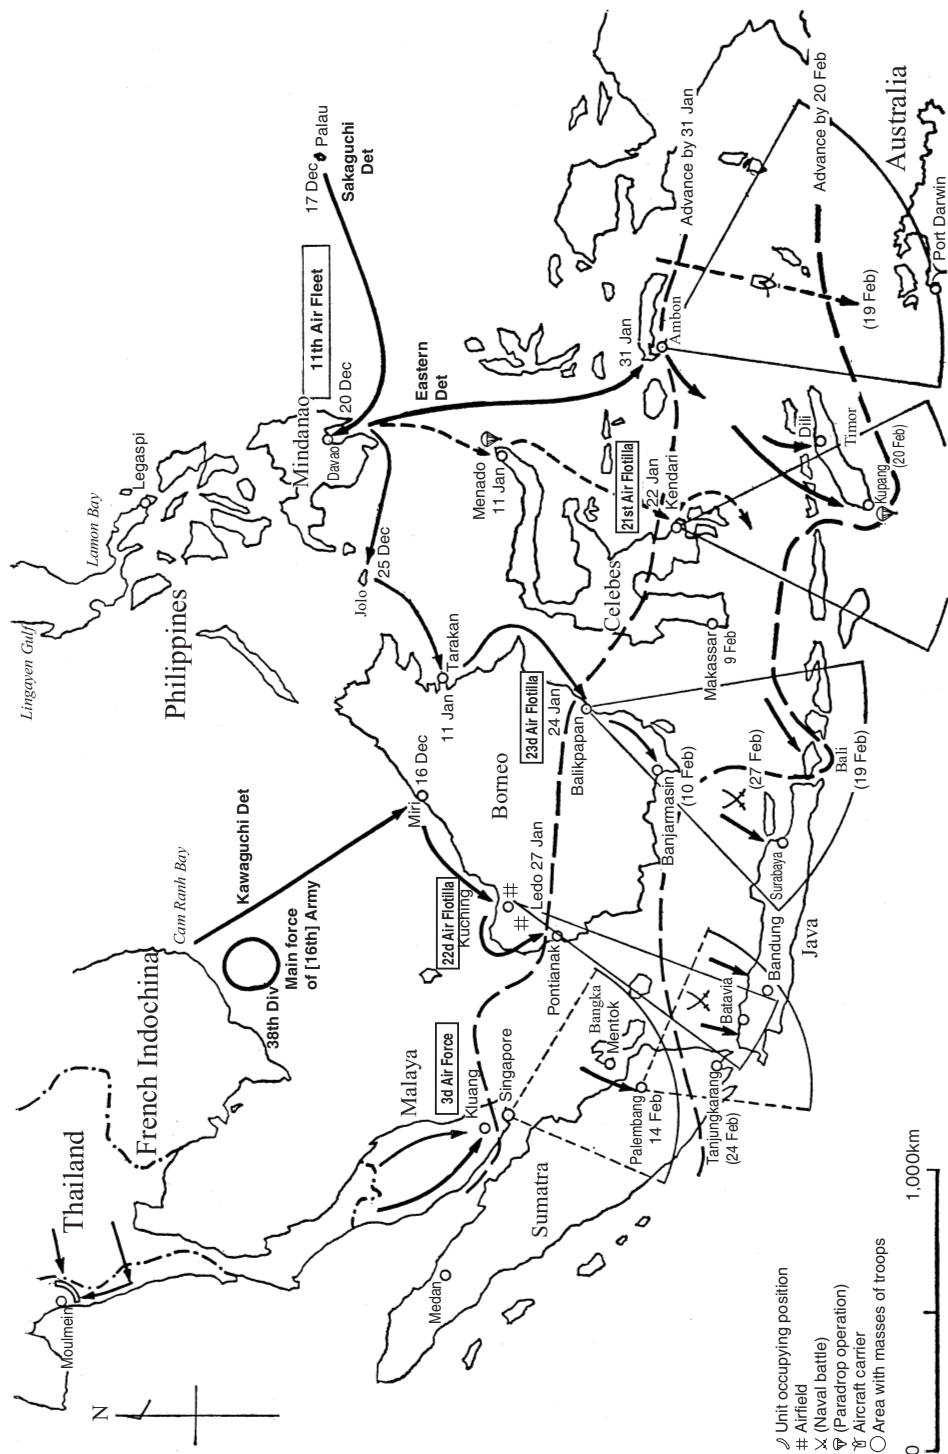 N
Moulmein
Thailand
French Indochina
Cam Ranh Bay
Kawaguchi Det
38th Div
Main force
of [16th] Army
Lingayen Gulf
Lamon Bay
Legaspi
Philippines
Mindanao
Davao
20 Dec
11th Air Fleet
17 Dec
Palau
Sakaguchi
Det
Eastern
Det
Jolo
25 Dec
Tarakan
11 Jan
Miri
16 Dec
Menado
11 Jan
Malaya
3d Air Force
Kluang
Singapore
22d Air Flotilla
Kuching
Ledo 27 Jan
Pontianak
Borneo
23d Air Flotilla
24 Jan
Balikpapan
Celebes
21st Air Flotilla
22 Jan
Kendari
31 Jan
Ambon
Advance by 31 Jan
Makassar
9 Feb
Banjarmasin
(10 Feb)
Medan
Sumatra
Bangka
Mentok
Palembang
14 Feb
Tanjungkarang
(24 Feb)
Batavia
Bandung
Java
Surabaya
(27 Feb)
Bali
(19 Feb)
Dili
Timor
Kupang
(20 Feb)
(19 Feb)
Advance by 20 Feb
Australia
Port Darwin
Unit occupying position
Airfield
(Naval battle)
(Paradrop operation)
Aircraft carrier
Area with masses of troops
0
1,000km